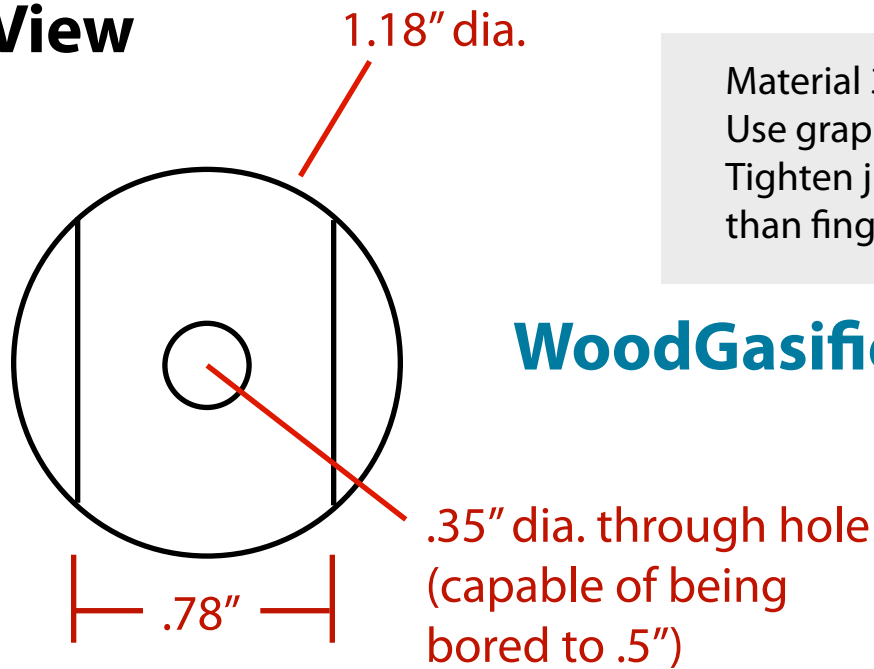 View
1.18” dia.
Material
Use grap
Tighten j
than fing
WoodGasifi
.35” dia. through hole
(capable of being
bored to .5”)
.78”